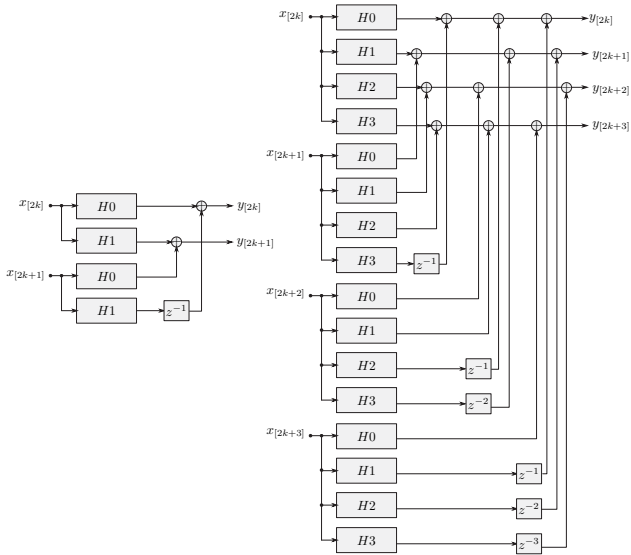 x[2k]
H0
y[2k]
H1
y[2k+1]
x[2k+1]
H0
H1
z−1
x[2k]
H0
y[2k]
H1
y[2k+1]
H2
y[2k+2]
H3
y[2k+3]
x[2k+1]
H0
H1
H2
H3
z−1
x[2k+2]
H0
H1
H2
z−1
H3
z−2
x[2k+3]
H0
H1
z−1
H2
z−2
H3
z−3